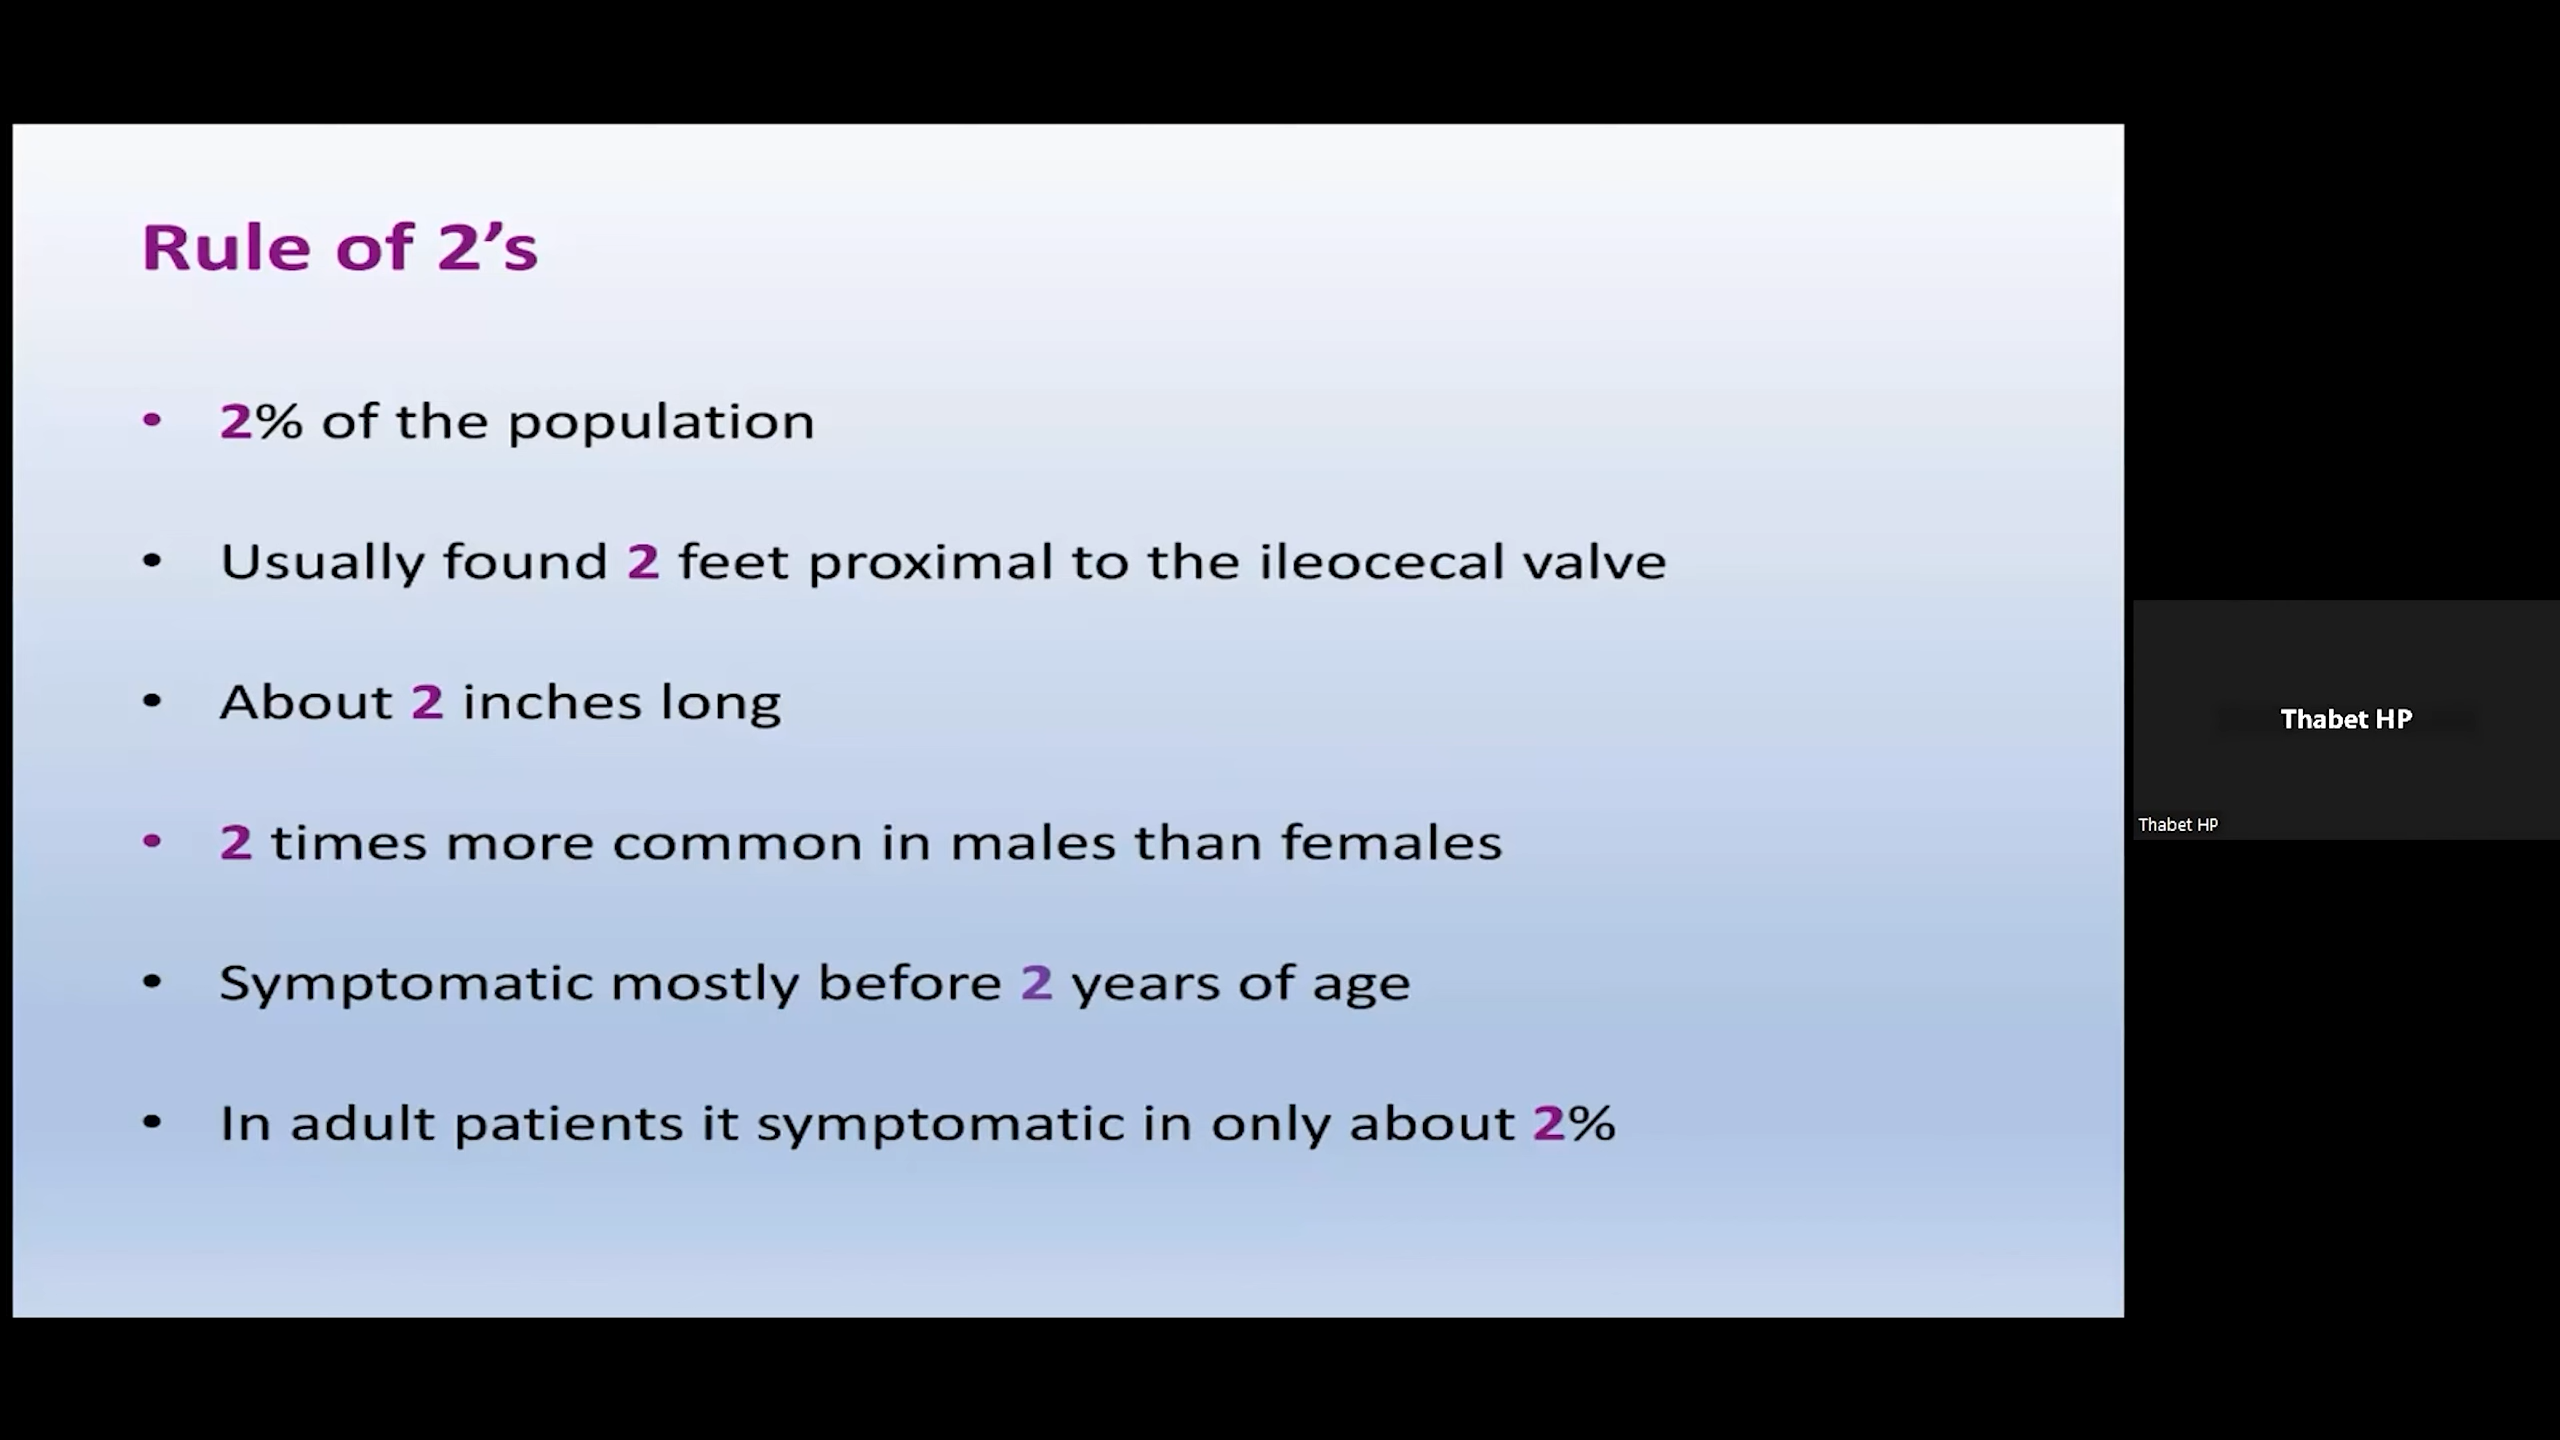 Rule of 2’s
• 2% of the population
• Usually found 2 feet proximal to the ileocecal valve
• About 2 inches long
• 2 times more common in males than females
• Symptomatic mostly before 2 years of age
• In adult patients it symptomatic in only about 2%
Thabet HP
Thabet HP